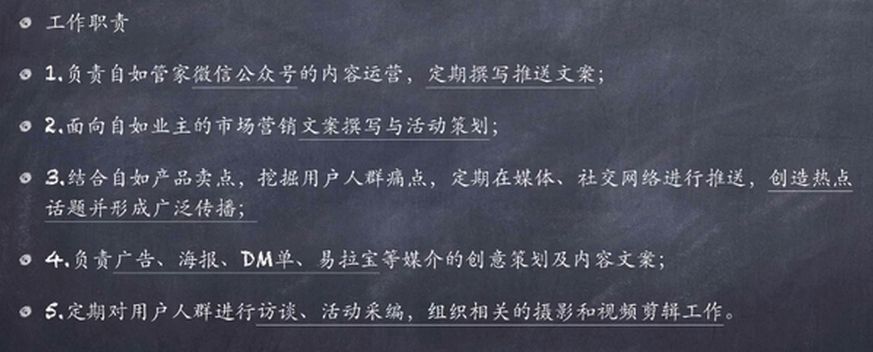 工作职责
1.负责自如管家微信公众号的内容运营，定期撰写推送文案；
2.面向自如业主的市场营销文案撰写与活动策划；
3.结合自如产品卖点，挖掘用户人群痛点，定期在媒体、社交网络进行推送，创造热点
话题并形成广泛传播；
4.负责广告、海报、DM单、易拉宝等媒介的创意策划及内容文案；
5.定期对用户人群进行访谈、活动采编，组织相关的摄影和视频剪辑工作。